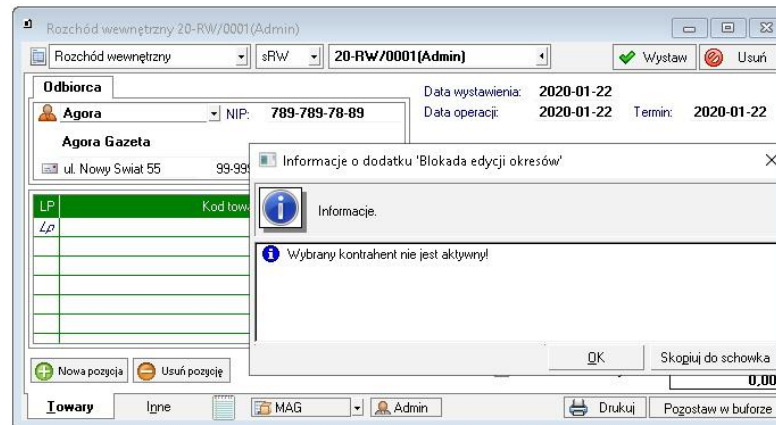 Rozchód wewnętrzny 20-RW/0001(Admin)
Rozchód wewnętrzny sRW 20-RW/0001(Admin) Wystaw Usuń
Odbiorca
Data wystawienia: 2020-01-22
Agora NIP: 789-789-78-89 Data operacji: 2020-01-22 Termin: 2020-01-22
Agora Gazeta
ul. Nowy Swiat 55
Informacje o dodatku 'Blokada edycji okresów'
Informacje.
LP Kod
Lp
Wybrany kontrahent nie jest aktywny!
OK Skopiuj do schowka
Nowa pozycja Usuń pozycję
0,00
Towary Inne MAG Admin Drukuj Pozostaw w buforze